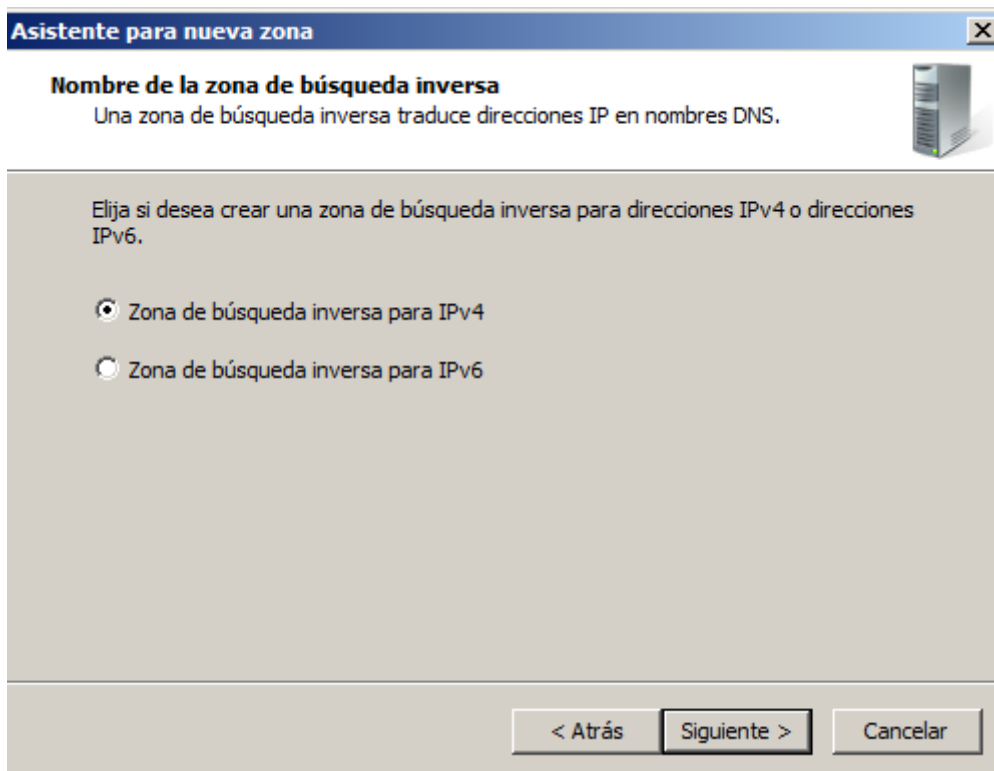 Asistente para nueva zona
Nombre de la zona de búsqueda inversa
Una zona de búsqueda inversa traduce direcciones IP en nombres DNS.
Elija si desea crear una zona de búsqueda inversa para direcciones IPv4 o direcciones
IPv6.
Zona de búsqueda inversa para IPv4
Zona de búsqueda inversa para IPv6
< Atrás Siguiente > Cancelar